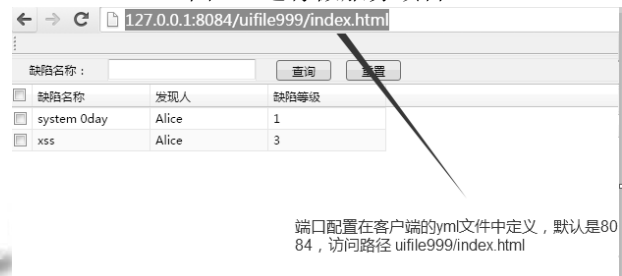 127.0.0.1:8084/uifile999/index.html
缺陷名称： 查询 重置
缺陷名称 发现人 缺陷等级
system 0day Alice 1
xss Alice 3
端口配置在客户端的yml文件中定义，默认是80
84，访问路径 uifile999/index.html